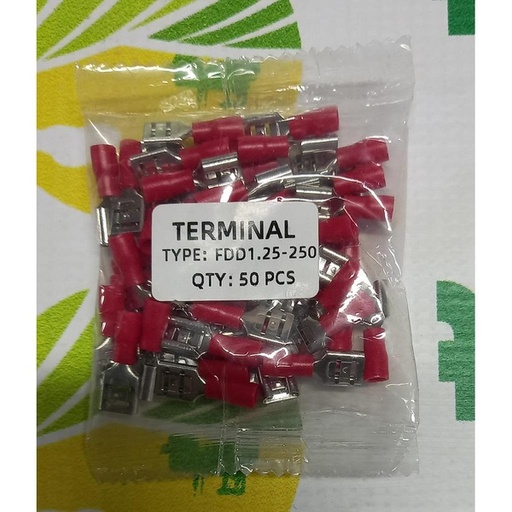 TERMINAL
TYPE: FDD1.25-250
QTY: 50 PCS